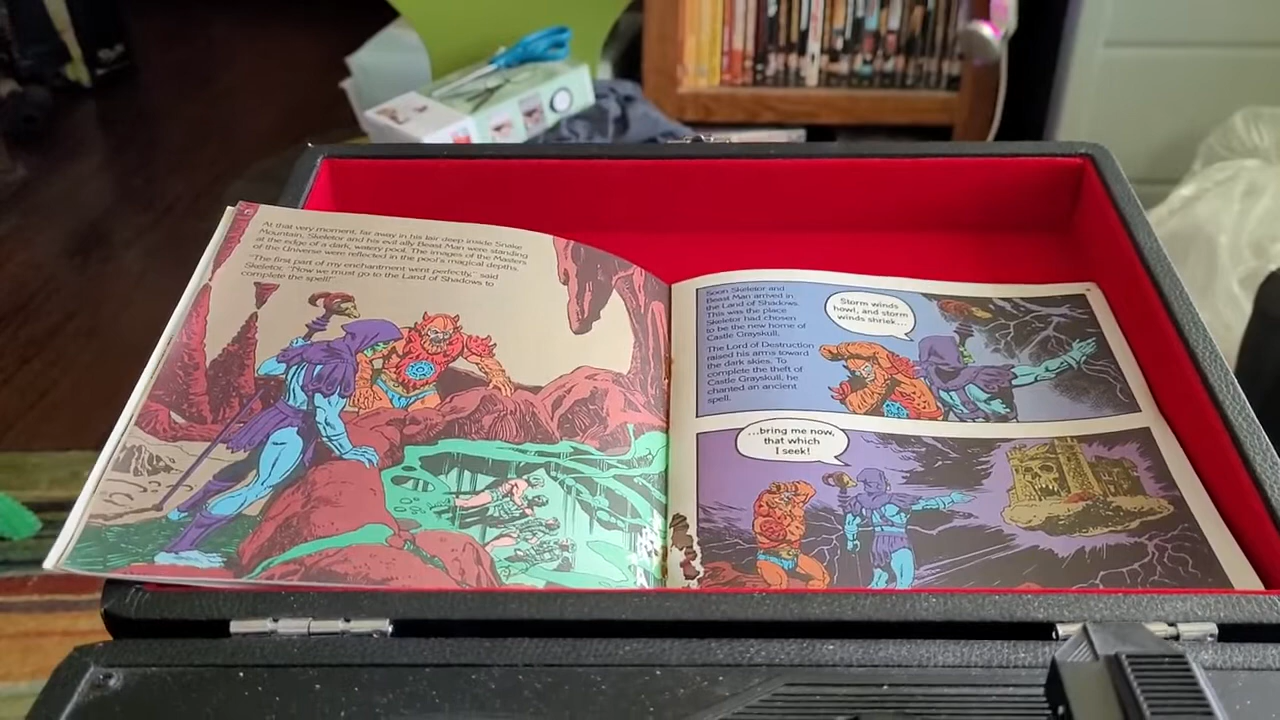 At that very moment, far away in his lair deep inside Snake
Mountain, Skeletor and his evil ally Beast Man were standing
at the edge of a dark, watery pool. The images of the Masters
of the Universe were reflected in the pool's magical depths.
"The first part of my enchantment went perfectly," said
Skeletor, "Now we must go to the Land of Shadows to
complete the spell!"
Soon Skeletor and
Beast Man arrived in
the Land of Shadows.
This was the place
Skeletor had chosen
to be the new home of
Castle Grayskull.
The Lord of Destruction
raised his arms toward
the dark skies. To
complete the theft of
Castle Grayskull, he
chanted an ancient
spell.
Storm winds
howl, and storm
winds shriek...
...bring me now,
that which
I seek!